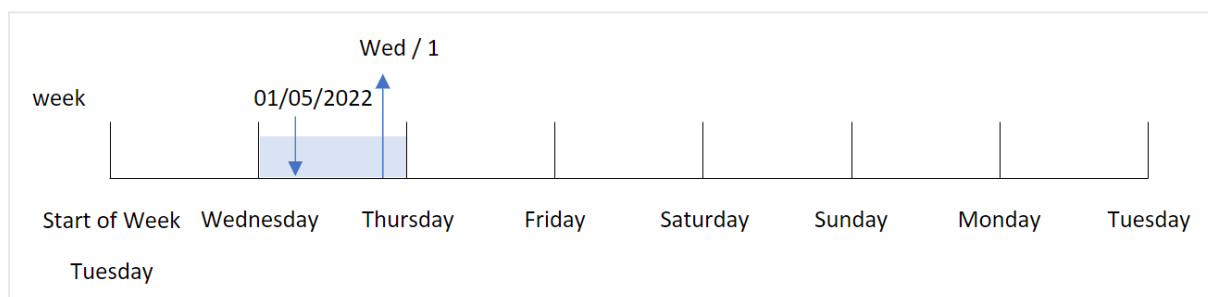 Wed / 1
week
01/05/2022
Start of Week Wednesday Thursday Friday Saturday Sunday Monday Tuesday
Tuesday